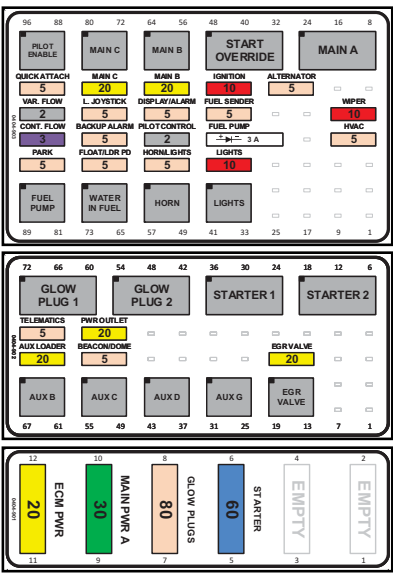 96 88 80 72 64 56 48 40 32 24 16 8
PILOT ENABLE MAIN C MAIN B START OVERRIDE MAIN A
QUICK ATTACH MAIN C MAIN B IGNITION ALTERNATOR
5 20 20 10 5
VAR. FLOW L. JOYSTICK DISPLAY/ALARM FUEL SENDER WIPER
2 5 5 5 10
CONT. FLOW BACKUP ALARM PILOT CONTROL FUEL PUMP HVAC
3 5 2 + - 3 A 5
PARK FLOAT/LDR PD HORN/LIGHTS LIGHTS
5 5 5 10
FUEL PUMP WATER IN FUEL HORN LIGHTS
89 81 73 65 57 49 41 33 25 17 9 1
72 66 60 54 48 42 36 30 24 18 12 6
GLOW PLUG 1 GLOW PLUG 2 STARTER 1 STARTER 2
TELEMATICS PWR OUTLET
5 20
AUX LOADER BEACON/DOME EGR VALVE
20 5 20
AUX B AUX C AUX D AUX G EGR VALVE
67 61 55 49 43 37 31 25 19 13 7 1
12 10 8 6 4 2
20 ECM PWR 30 MAIN PWR A 80 GLOW PLUGS 60 STARTER EMPTY EMPTY
11 9 7 5 3 1